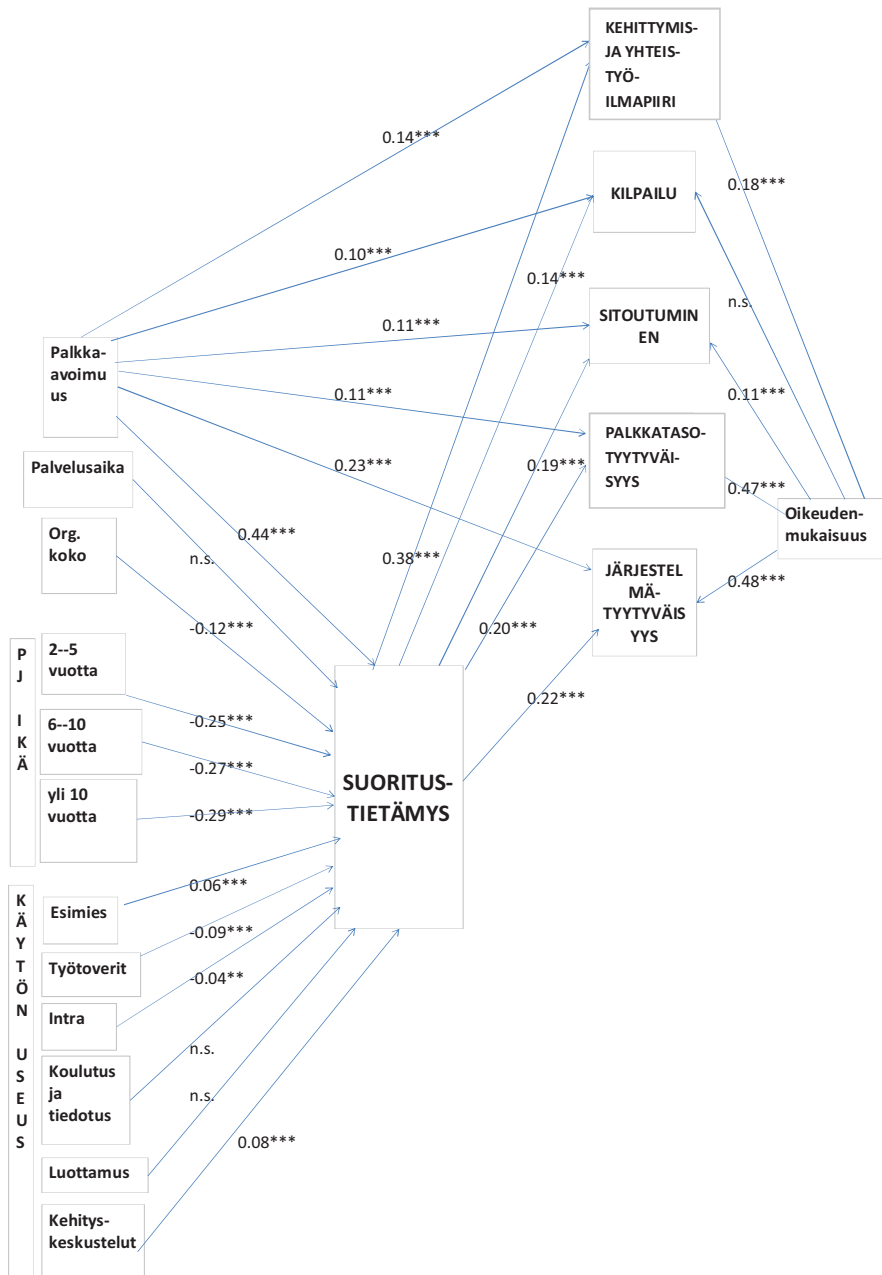 KEHITTYMIS-
JA YHTEIS-
TYÖ-
ILMAPIIRI
0.14***
0.18***
KILPAILU
0.10***
0.14***
n.s.
SITOUTUMIN
EN
0.11***
Palkka-
avoimu
us
0.11***
0.11***
PALKKATASO-
TYYTYVÄI-
SYYS
Palvelusaika
0.23***
0.19***
0.47***
Oikeuden-
mukaisuus
Org.
koko
0.44***
n.s.
0.38***
JÄRJESTEL
MÄ-
TYYTYVÄIS
YYS
0.48***
-0.12***
0.20***
P
J
I
K
Ä
2--5
vuotta
-0.25***
0.22***
6--10
vuotta
-0.27***
yli 10
vuotta
-0.29***
SUORITUS-
TIETÄMYS
K
Ä
Y
T
Ö
N
U
S
E
U
S
Esimies
0.06***
Työtoverit
-0.09***
Intra
-0.04**
Koulutus
ja
tiedotus
n.s.
n.s.
Luottamus
0.08***
Kehitys-
keskustelut